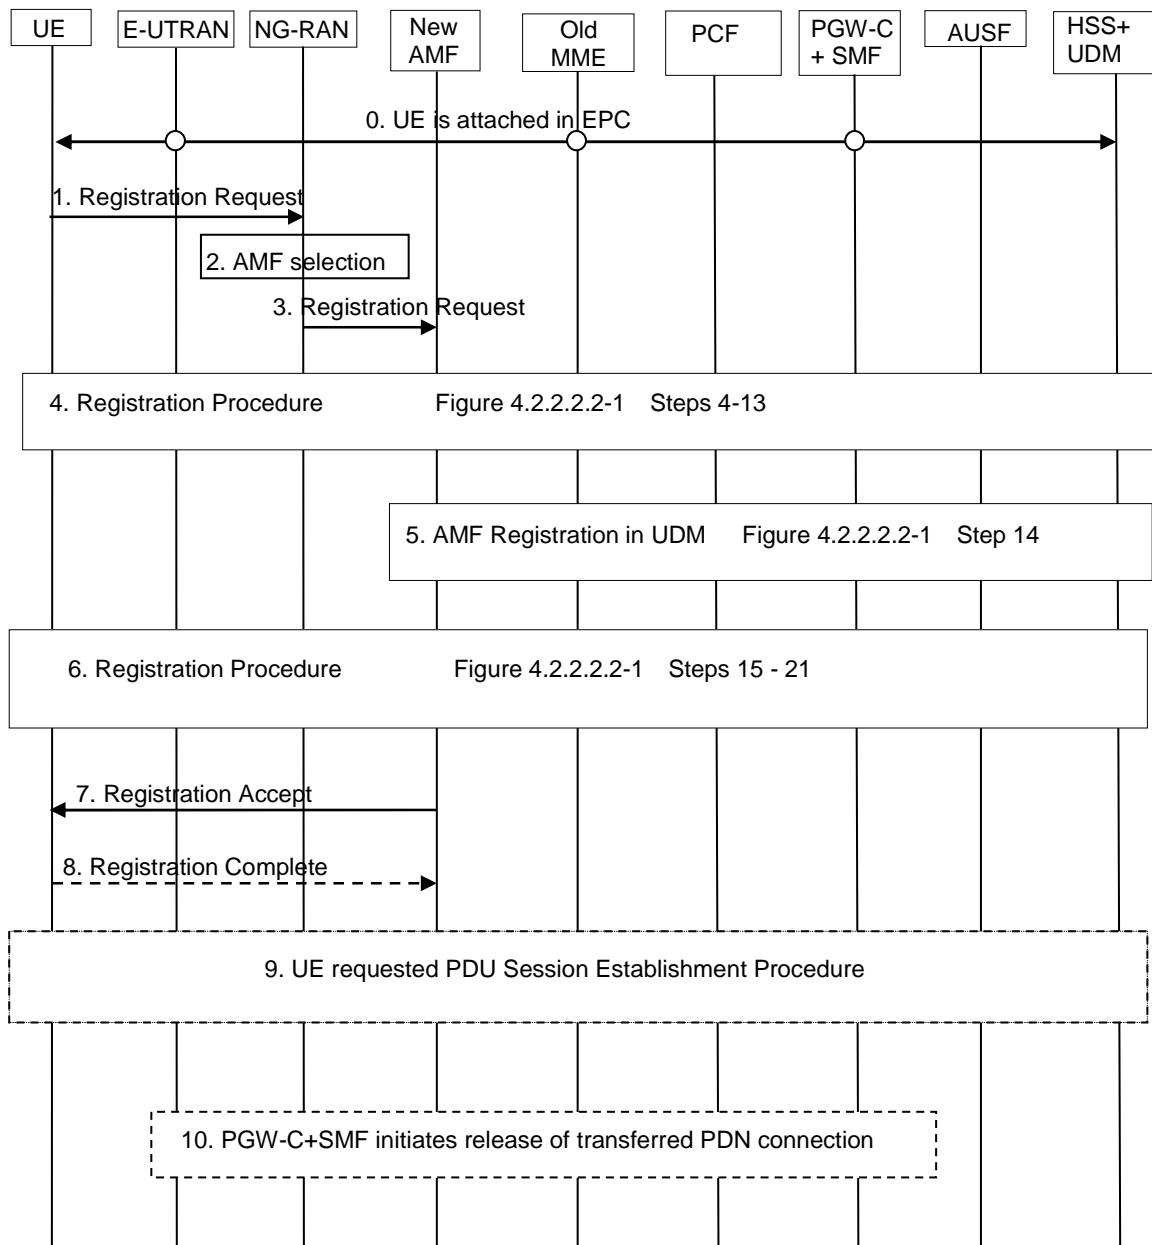 UE
E-UTRAN
NG-RAN
New
AMF
Old
MME
PCF
PGW-C
+ SMF
AUSF
HSS+
UDM
0. UE is attached in EPC
1. Registration Request
2. AMF selection
3. Registration Request
4. Registration Procedure Figure 4.2.2.2.2-1 Steps 4-13
5. AMF Registration in UDM Figure 4.2.2.2.2-1 Step 14
6. Registration Procedure Figure 4.2.2.2.2-1 Steps 15 - 21
7. Registration Accept
8. Registration Complete
9. UE requested PDU Session Establishment Procedure
10. PGW-C+SMF initiates release of transferred PDN connection